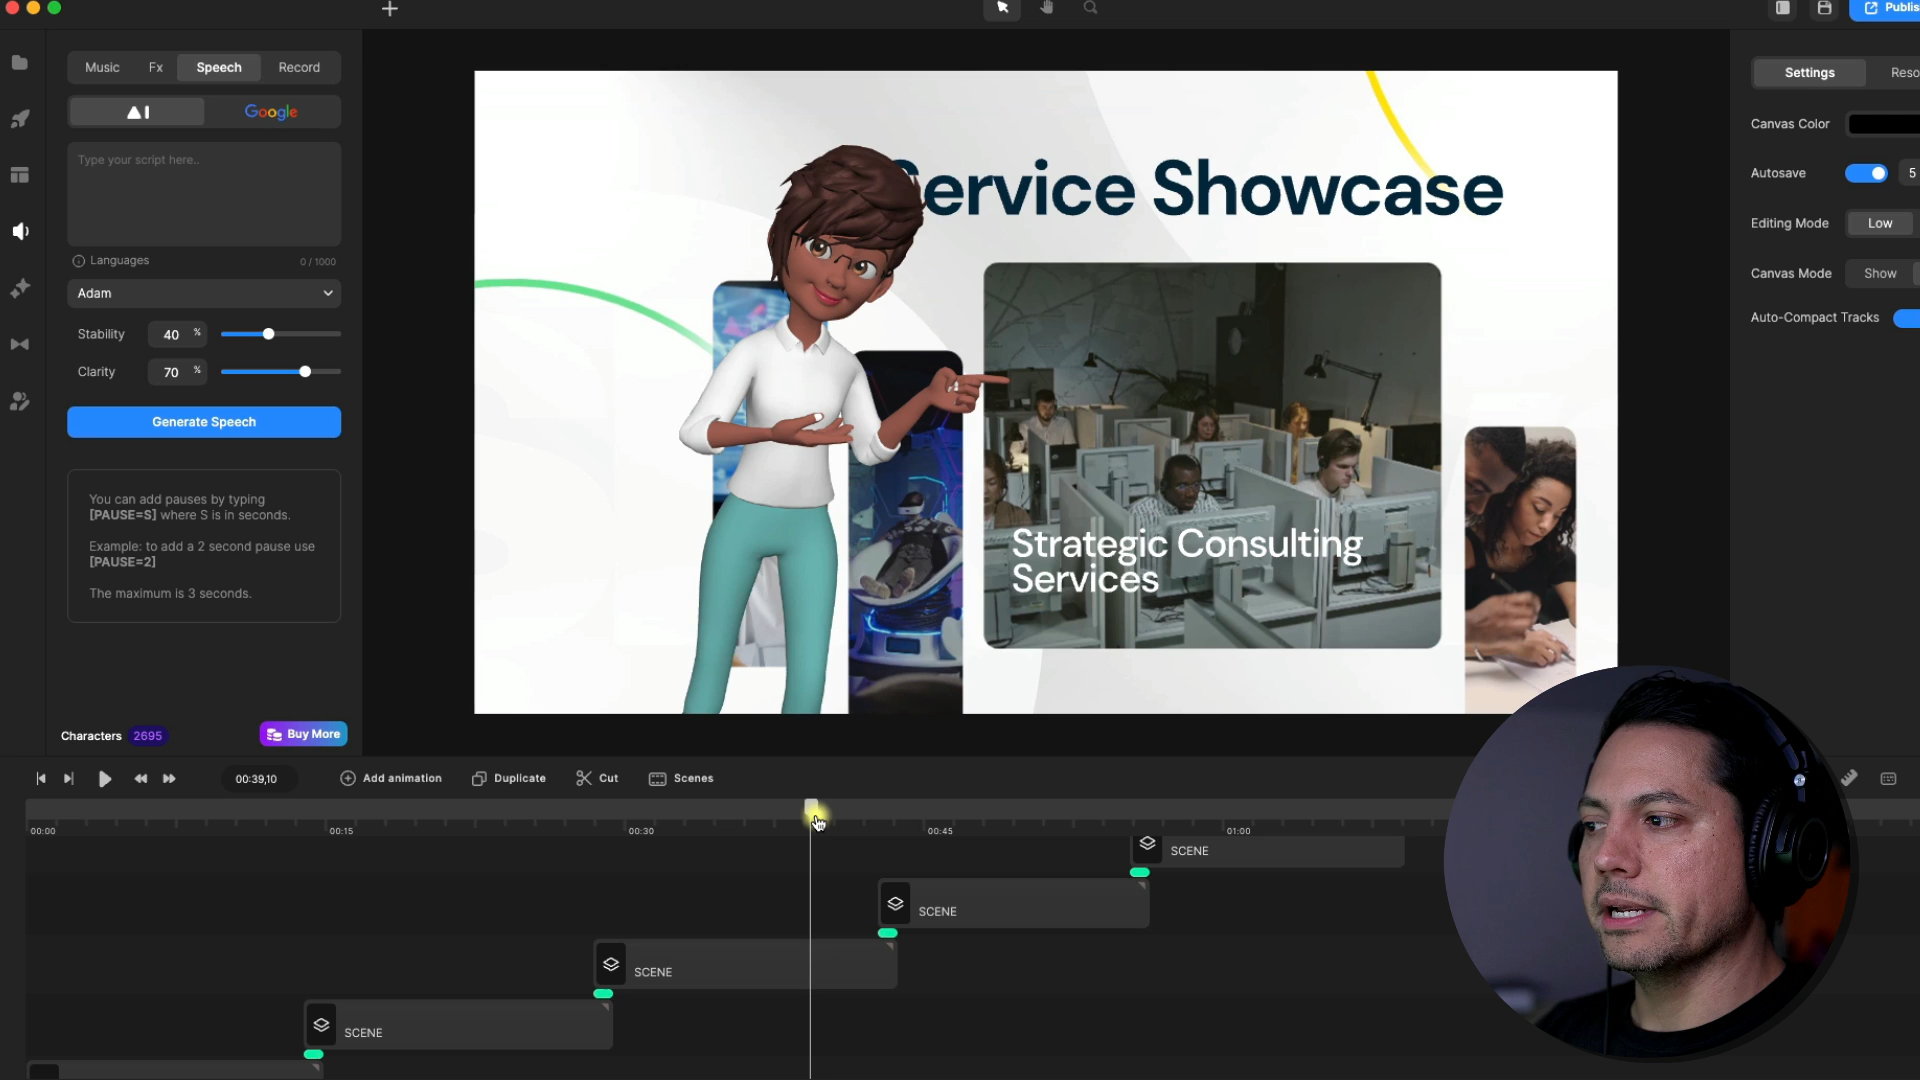 Publis
Music Fx Speech Record
Settings Reso
AI Google
Canvas Color
Type your script here..
Autosave 5
Editing Mode Low
Languages 0 / 1000
Canvas Mode Show
Adam
Auto-Compact Tracks
Stability 40 %
Clarity 70 %
Generate Speech
You can add pauses by typing
[PAUSE=S] where S is in seconds.
Example: to add a 2 second pause use
[PAUSE=2]
The maximum is 3 seconds.
Characters 2695 Buy More
Service Showcase
Strategic Consulting
Services
00:39,10 Add animation Duplicate Cut Scenes
00:00 00:15 00:30 00:45 01:00
SCENE
SCENE
SCENE
SCENE